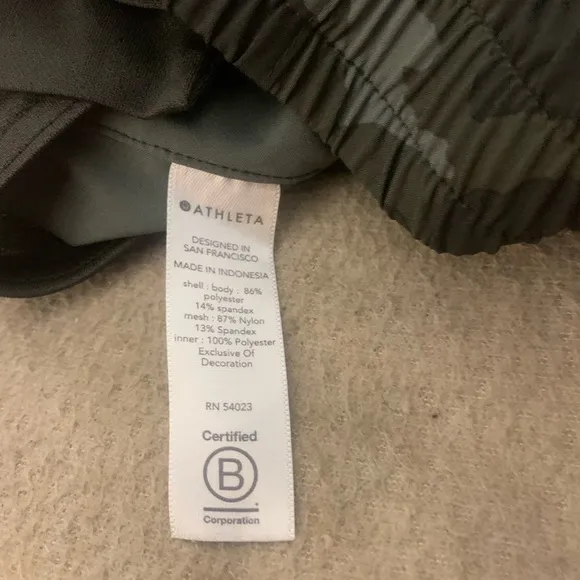 ATHLETA
DESIGNED IN
SAN FRANCISCO
MADE IN INDONESIA
shell : body : 86%
polyester
14% spandex
mesh : 87% Nylon
13% Spandex
inner : 100% Polyester
Exclusive Of
Decoration
RN 54023
Certified
B
Corporation